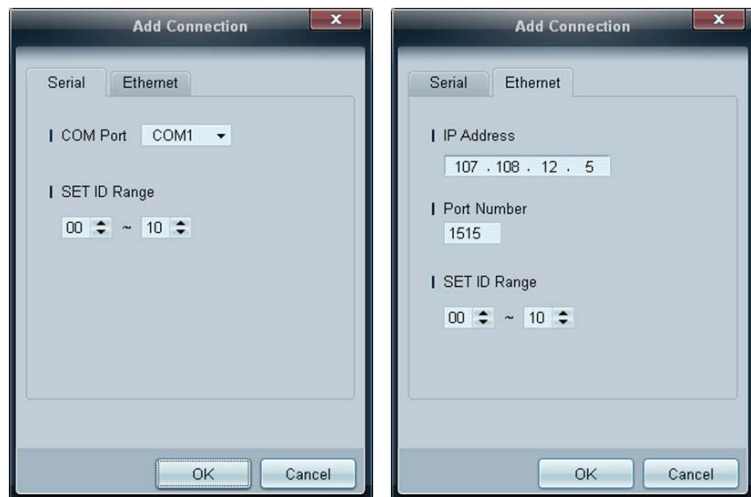 Add Connection
x
Serial
Ethernet
COM Port
COM1
SET ID Range
00 ~ 10
OK
Cancel
Add Connection
x
Serial
Ethernet
IP Address
107 . 108 . 12 . 5
Port Number
1515
SET ID Range
00 ~ 10
OK
Cancel